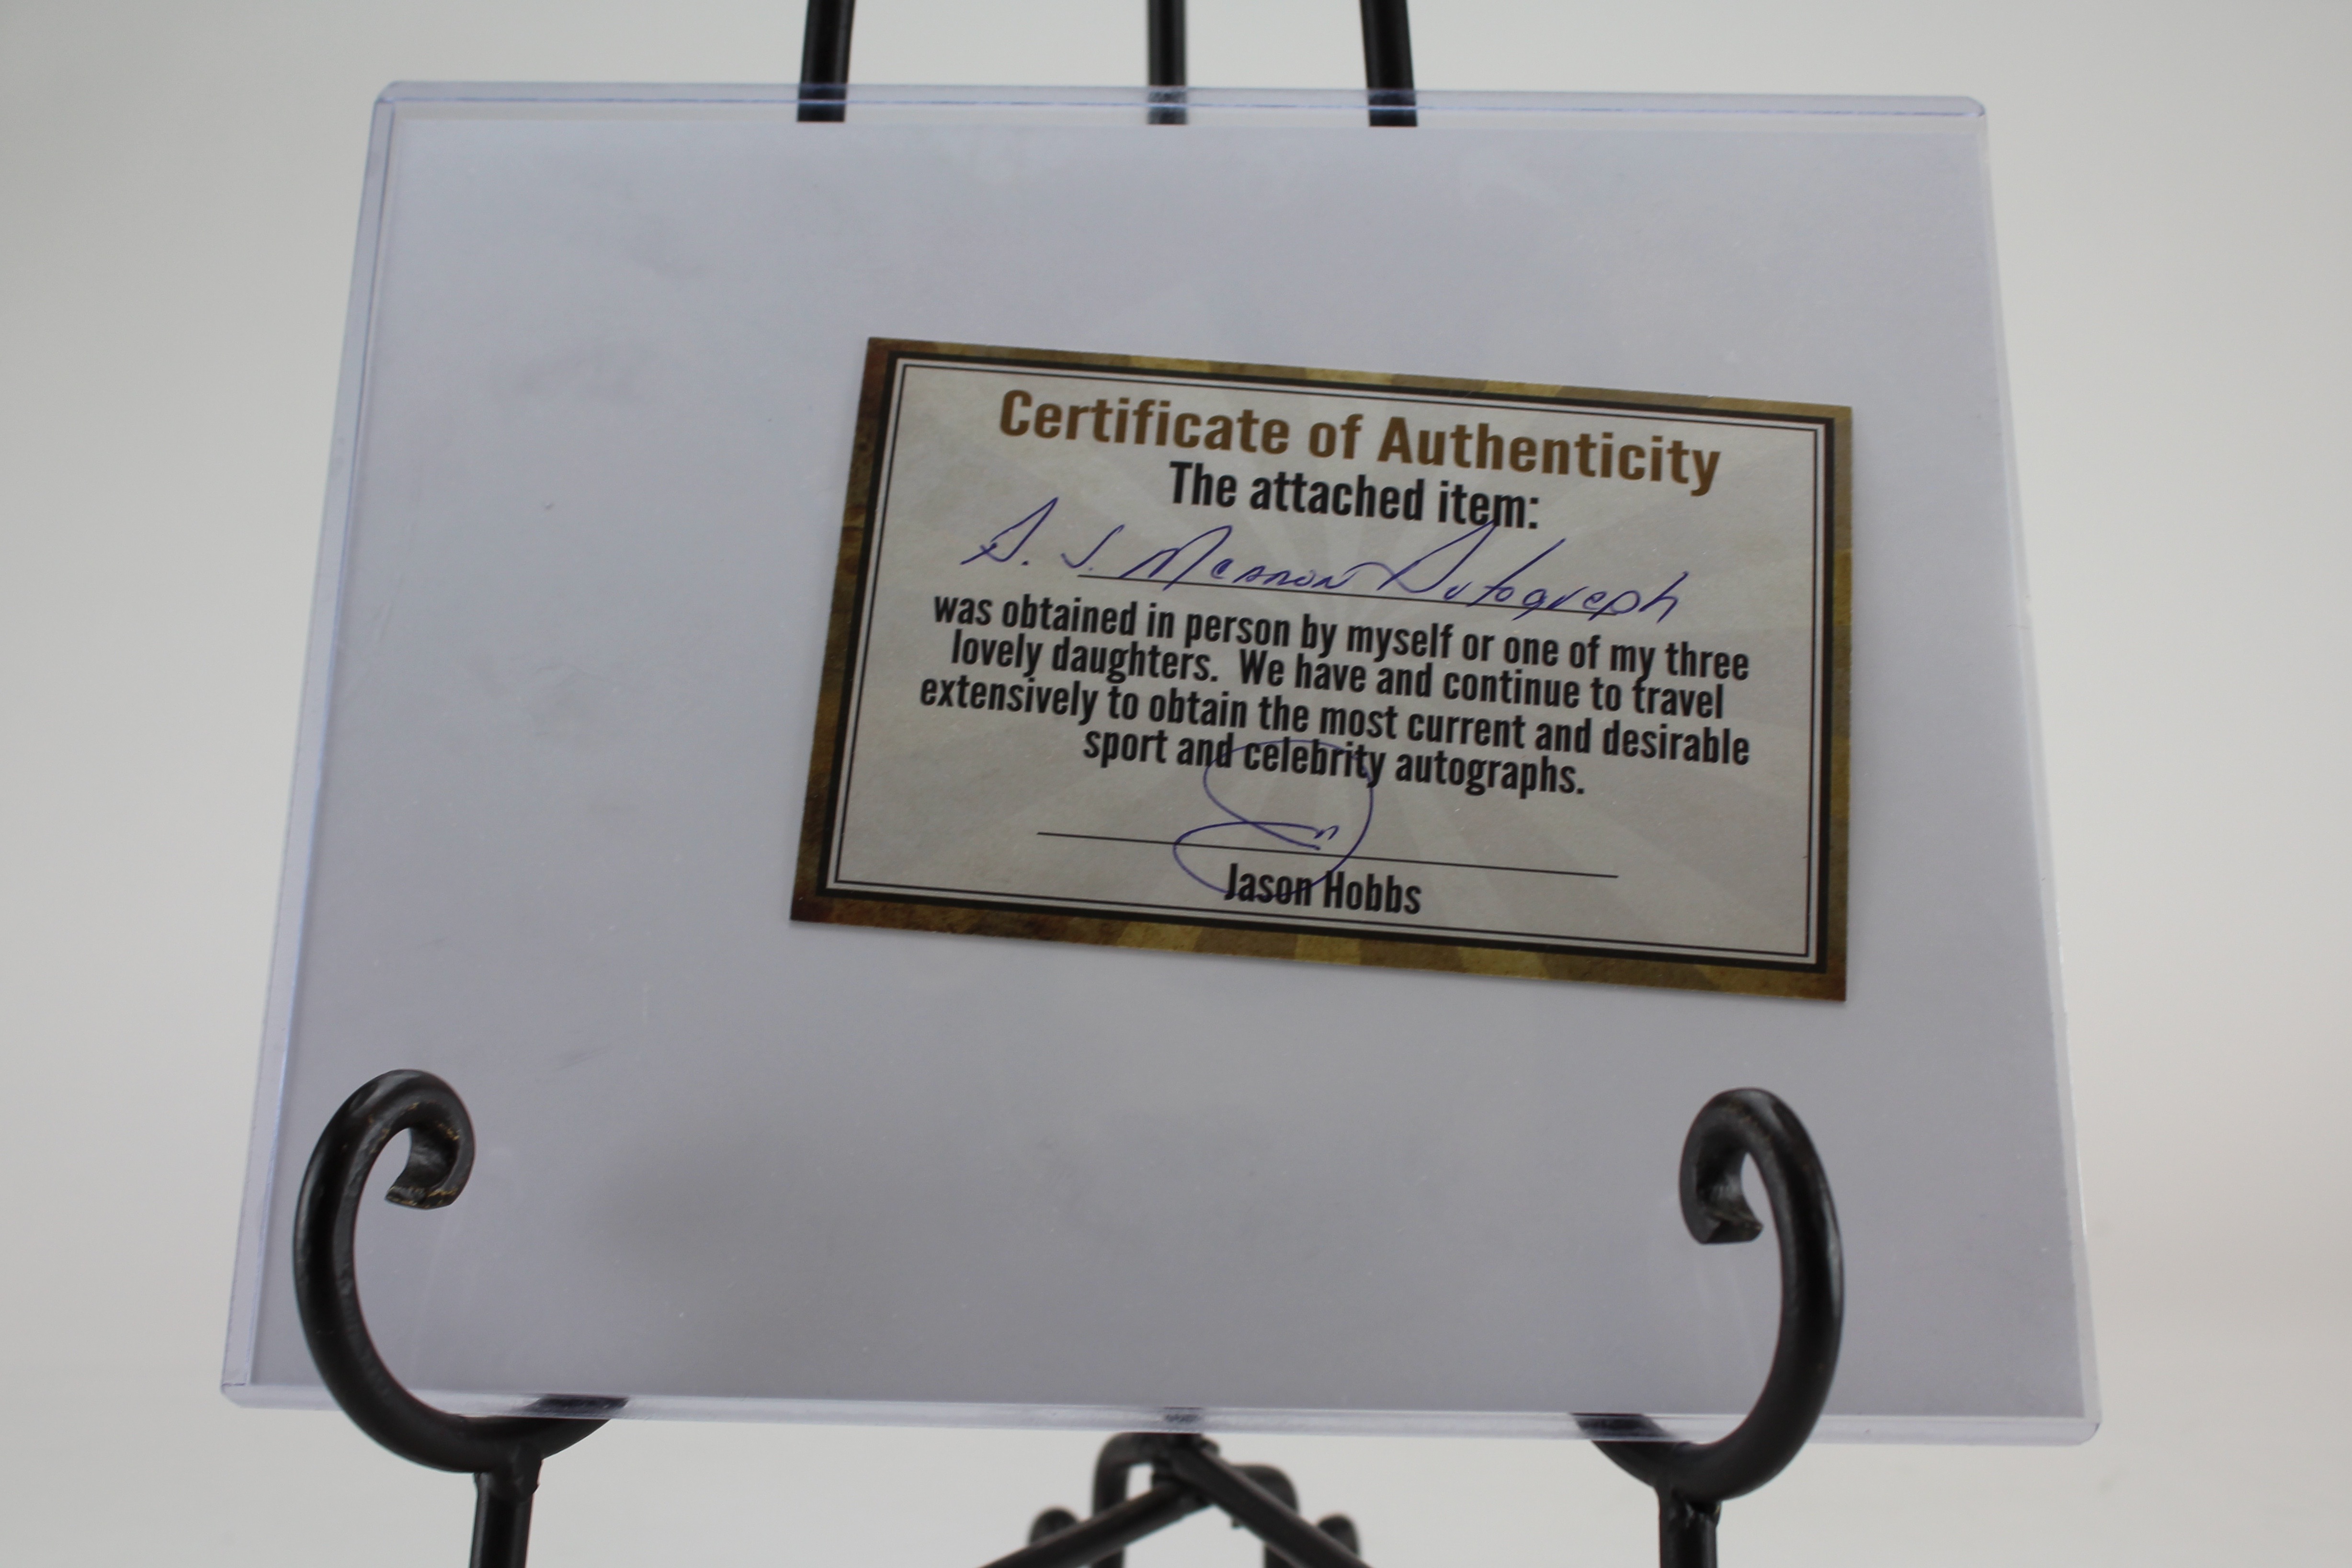 Certificate of Authenticity
The attached item:
A. J. McCarron Autograph
was obtained in person by myself or one of my three
lovely daughters. We have and continue to travel
extensively to obtain the most current and desirable
sport and celebrity autographs.
Jason Hobbs